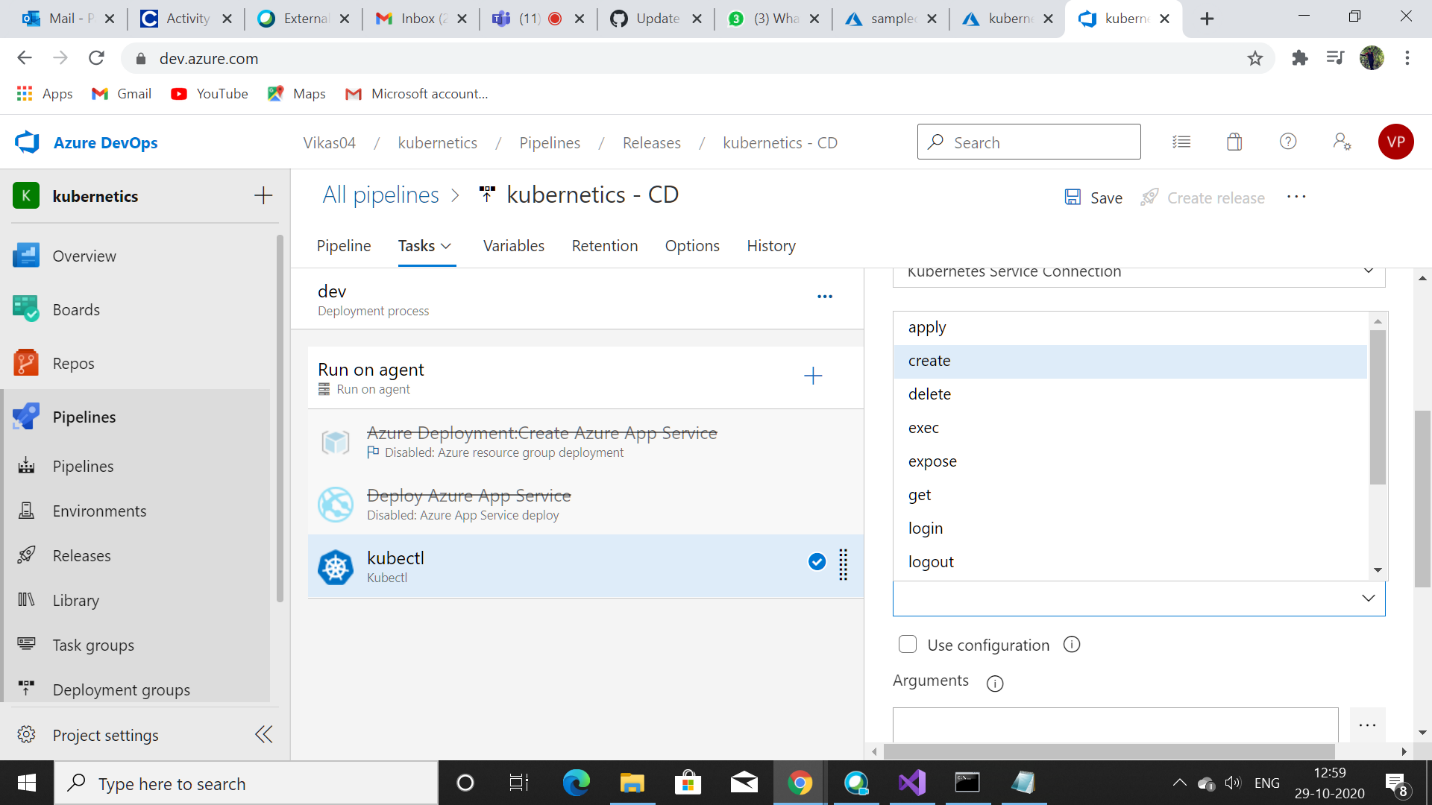 Mail - P
Activity
Externa
Inbox (2
(11)
Update
(3) Wha
sample
kubern
kubern
dev.azure.com
Apps
Gmail
YouTube
Maps
Microsoft account...
Azure DevOps
Vikas04 / kubernetics / Pipelines / Releases / kubernetics - CD
Search
VP
K kubernetics
All pipelines > kubernetics - CD
Save
Create release
Overview
Boards
Repos
Pipelines
Pipelines
Environments
Releases
Library
Task groups
Deployment groups
Project settings
Pipeline
Tasks
Variables
Retention
Options
History
dev
Deployment process
Run on agent
Run on agent
Azure Deployment:Create Azure App Service
Disabled: Azure resource group deployment
Deploy Azure App Service
Disabled: Azure App Service deploy
kubectl
Kubectl
Kubernetes Service Connection
apply
create
delete
exec
expose
get
login
logout
Use configuration
Arguments
Type here to search
ENG
12:59
29-10-2020
8